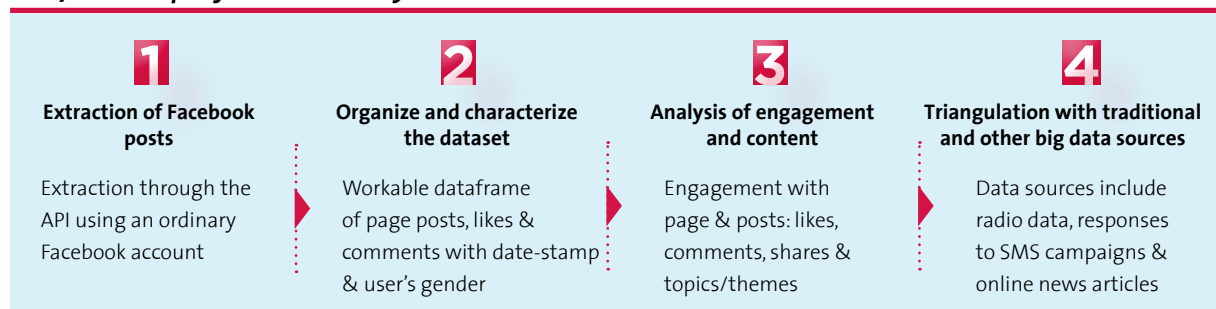 1
Extraction of Facebook
posts
Extraction through the
API using an ordinary
Facebook account
2
Organize and characterize
the dataset
Workable dataframe
of page posts, likes &
comments with date-stamp
& user's gender
3
Analysis of engagement
and content
Engagement with
page & posts: likes,
comments, shares &
topics/themes
4
Triangulation with traditional
and other big data sources
Data sources include
radio data, responses
to SMS campaigns &
online news articles